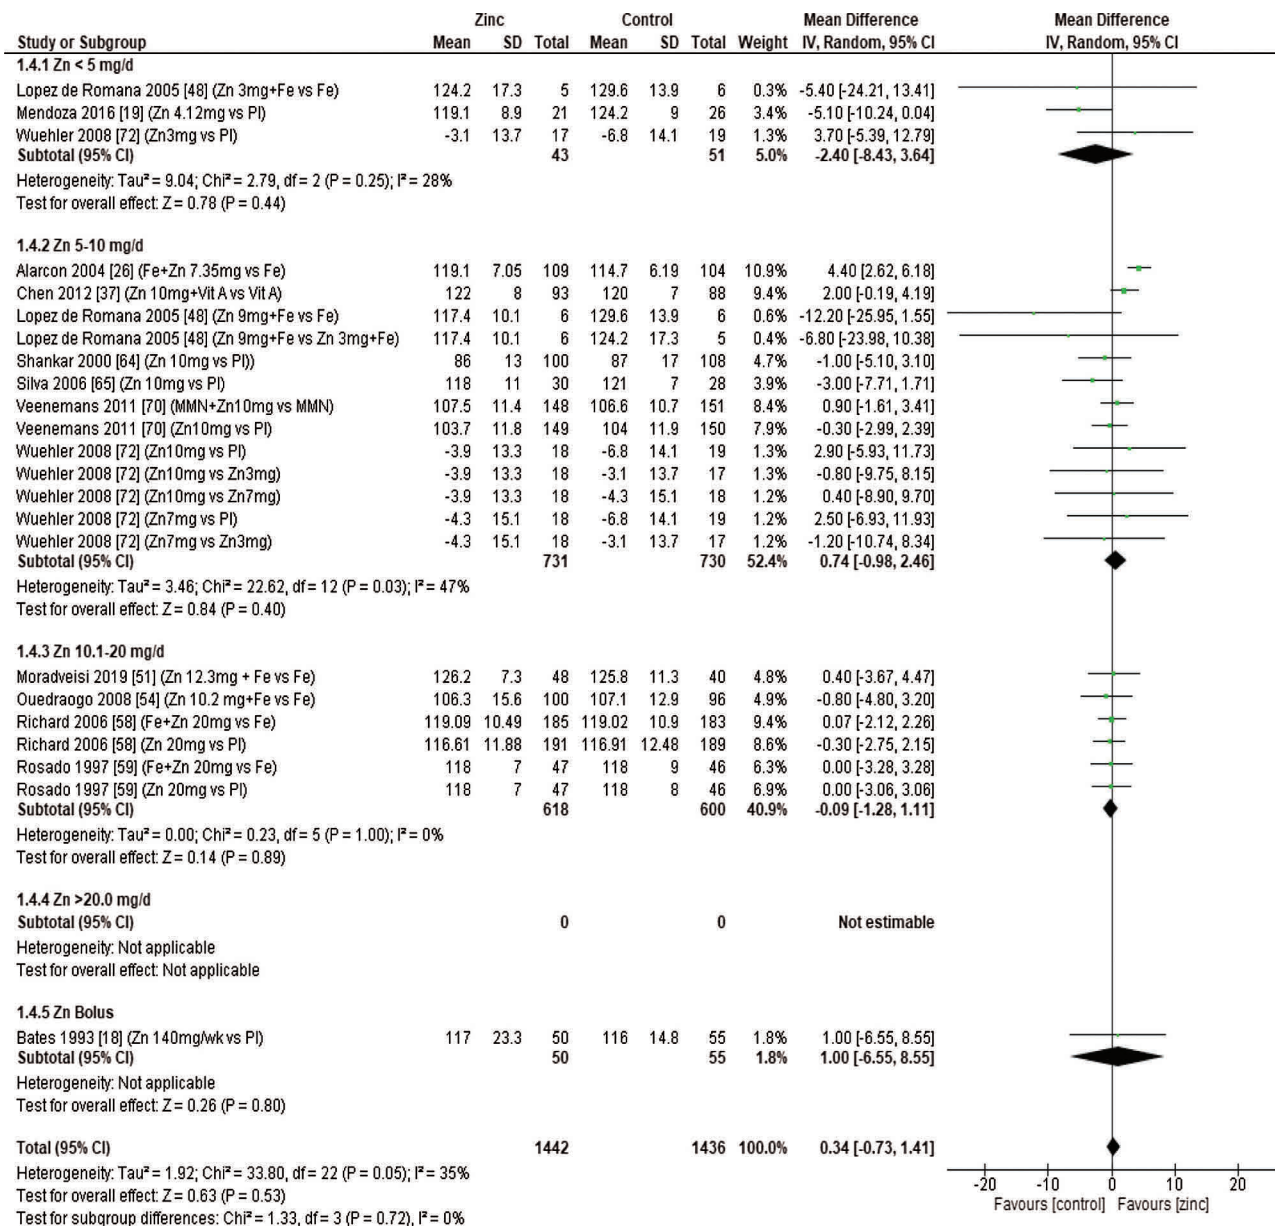 Zinc Control Mean Difference Mean Difference
Study or Subgroup Mean SD Total Mean SD Total Weight IV, Random, 95% CI IV, Random, 95% CI
1.4.1 Zn < 5 mg/d
Lopez de Romana 2005 [48] (Zn 3mg+Fe vs Fe) 124.2 17.3 5 129.6 13.9 6 0.3% -5.40 [-24.21, 13.41]
Mendoza 2016 [19] (Zn 4.12mg vs Pl) 119.1 8.9 21 124.2 9 26 3.4% -5.10 [-10.24, 0.04]
Wuehler 2008 [72] (Zn3mg vs Pl) -3.1 13.7 17 -6.8 14.1 19 1.3% 3.70 [-5.39, 12.79]
Subtotal (95% CI) 43 51 5.0% -2.40 [-8.43, 3.64]
Heterogeneity: Tau² = 9.04; Chi² = 2.79, df = 2 (P = 0.25); I² = 28%
Test for overall effect: Z = 0.78 (P = 0.44)
1.4.2 Zn 5-10 mg/d
Alarcon 2004 [26] (Fe+Zn 7.35mg vs Fe) 119.1 7.05 109 114.7 6.19 104 10.9% 4.40 [2.62, 6.18]
Chen 2012 [37] (Zn 10mg+Vit A vs Vit A) 122 8 93 120 7 88 9.4% 2.00 [-0.19, 4.19]
Lopez de Romana 2005 [48] (Zn 9mg+Fe vs Fe) 117.4 10.1 6 129.6 13.9 6 0.6% -12.20 [-25.95, 1.55]
Lopez de Romana 2005 [48] (Zn 9mg+Fe vs Zn 3mg+Fe) 117.4 10.1 6 124.2 17.3 5 0.4% -6.80 [-23.98, 10.38]
Shankar 2000 [64] (Zn 10mg vs Pl)) 86 13 100 87 17 108 4.7% -1.00 [-5.10, 3.10]
Silva 2006 [65] (Zn 10mg vs Pl) 118 11 30 121 7 28 3.9% -3.00 [-7.71, 1.71]
Veenemans 2011 [70] (MMN+Zn10mg vs MMN) 107.5 11.4 148 106.6 10.7 151 8.4% 0.90 [-1.61, 3.41]
Veenemans 2011 [70] (Zn10mg vs Pl) 103.7 11.8 149 104 11.9 150 7.9% -0.30 [-2.99, 2.39]
Wuehler 2008 [72] (Zn10mg vs Pl) -3.9 13.3 18 -6.8 14.1 19 1.4% 2.90 [-5.93, 11.73]
Wuehler 2008 [72] (Zn10mg vs Zn3mg) -3.9 13.3 18 -3.1 13.7 17 1.3% -0.80 [-9.75, 8.15]
Wuehler 2008 [72] (Zn10mg vs Zn7mg) -3.9 13.3 18 -4.3 15.1 18 1.2% 0.40 [-8.90, 9.70]
Wuehler 2008 [72] (Zn7mg vs Pl) -4.3 15.1 18 -6.8 14.1 19 1.2% 2.50 [-6.93, 11.93]
Wuehler 2008 [72] (Zn7mg vs Zn3mg) -4.3 15.1 18 -3.1 13.7 17 1.2% -1.20 [-10.74, 8.34]
Subtotal (95% CI) 731 730 52.4% 0.74 [-0.98, 2.46]
Heterogeneity: Tau² = 3.46; Chi² = 22.62, df = 12 (P = 0.03); I² = 47%
Test for overall effect: Z = 0.84 (P = 0.40)
1.4.3 Zn 10.1-20 mg/d
Moradveisi 2019 [51] (Zn 12.3mg + Fe vs Fe) 126.2 7.3 48 125.8 11.3 40 4.8% 0.40 [-3.67, 4.47]
Ouedraogo 2008 [54] (Zn 10.2 mg+Fe vs Fe) 106.3 15.6 100 107.1 12.9 96 4.9% -0.80 [-4.80, 3.20]
Richard 2006 [58] (Fe+Zn 20mg vs Fe) 119.09 10.49 185 119.02 10.9 183 9.4% 0.07 [-2.12, 2.26]
Richard 2006 [58] (Zn 20mg vs Pl) 116.61 11.88 191 116.91 12.48 189 8.6% -0.30 [-2.75, 2.15]
Rosado 1997 [59] (Fe+Zn 20mg vs Fe) 118 7 47 118 9 46 6.3% 0.00 [-3.28, 3.28]
Rosado 1997 [59] (Zn 20mg vs Pl) 118 7 47 118 8 46 6.9% 0.00 [-3.06, 3.06]
Subtotal (95% CI) 618 600 40.9% -0.09 [-1.28, 1.11]
Heterogeneity: Tau² = 0.00; Chi² = 0.23, df = 5 (P = 1.00); I² = 0%
Test for overall effect: Z = 0.14 (P = 0.89)
1.4.4 Zn >20.0 mg/d
Subtotal (95% CI) 0 0 Not estimable
Heterogeneity: Not applicable
Test for overall effect: Not applicable
1.4.5 Zn Bolus
Bates 1993 [18] (Zn 140mg/wk vs Pl) 117 23.3 50 116 14.8 55 1.8% 1.00 [-6.55, 8.55]
Subtotal (95% CI) 50 55 1.8% 1.00 [-6.55, 8.55]
Heterogeneity: Not applicable
Test for overall effect: Z = 0.26 (P = 0.80)
Total (95% CI) 1442 1436 100.0% 0.34 [-0.73, 1.41]
Heterogeneity: Tau² = 1.92; Chi² = 33.80, df = 22 (P = 0.05); I² = 35%
Test for overall effect: Z = 0.63 (P = 0.53)
Test for subgroup differences: Chi² = 1.33, df = 3 (P = 0.72), I² = 0%
-20 -10 0 10 20
Favours [control] Favours [zinc]